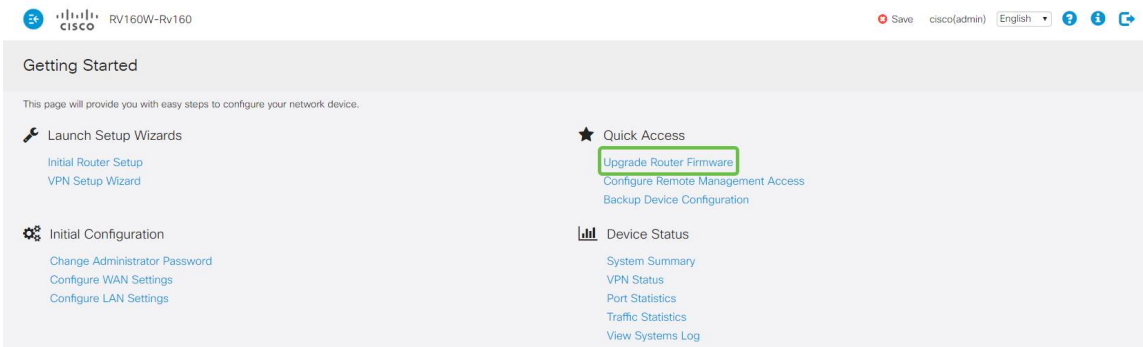 cisco RV160W-Rv160
Save cisco(admin) English
Getting Started
This page will provide you with easy steps to configure your network device.
Launch Setup Wizards
Initial Router Setup
VPN Setup Wizard
Quick Access
Upgrade Router Firmware
Configure Remote Management Access
Backup Device Configuration
Initial Configuration
Change Administrator Password
Configure WAN Settings
Configure LAN Settings
Device Status
System Summary
VPN Status
Port Statistics
Traffic Statistics
View Systems Log